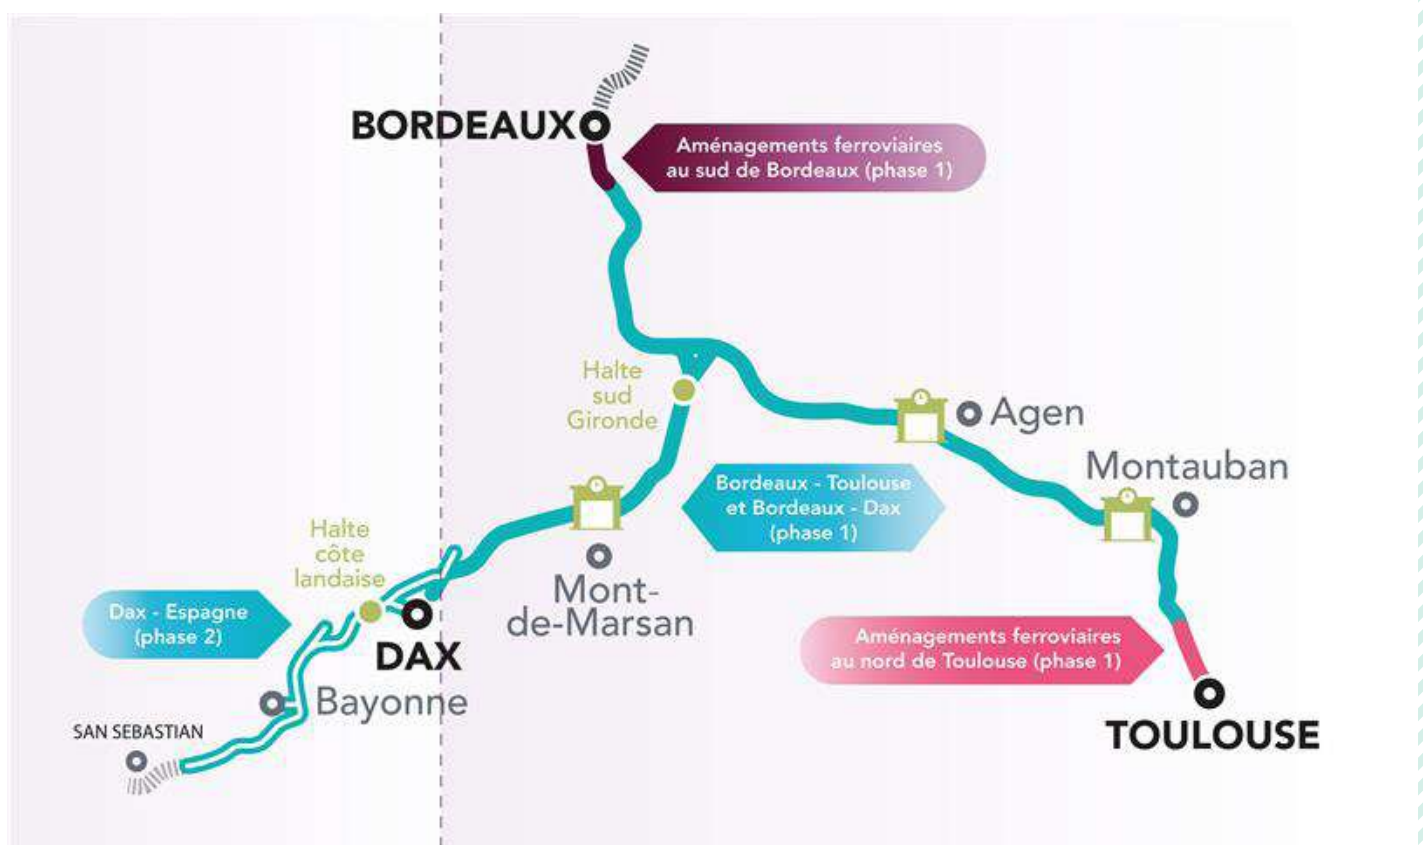 BORDEAUX
Aménagements ferroviaires
au sud de Bordeaux (phase 1)
Halte
sud
Gironde
Agen
Montauban
Bordeaux - Toulouse
et Bordeaux - Dax
(phase 1)
Halte
côte
landaise
Mont-
de-Marsan
Dax - Espagne
(phase 2)
DAX
Aménagements ferroviaires
au nord de Toulouse (phase 1)
Bayonne
SAN SEBASTIAN
TOULOUSE